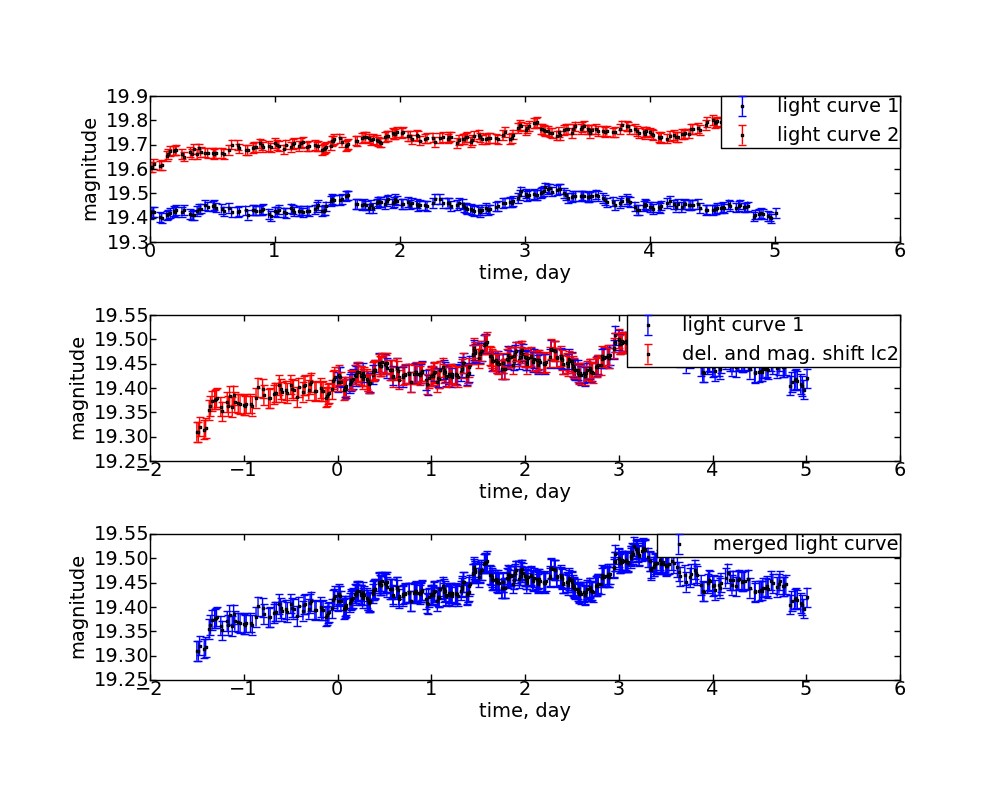 19.9
19.8
19.7
19.6
19.5
19.4
19.3
magnitude
light curve 1
light curve 2
0 1 2 3 4 5 6
time, day
19.55
19.50
19.45
19.40
19.35
19.30
19.25
magnitude
light curve 1
del. and mag. shift lc2
−2 −1 0 1 2 3 4 5 6
time, day
19.55
19.50
19.45
19.40
19.35
19.30
19.25
magnitude
merged light curve
−2 −1 0 1 2 3 4 5 6
time, day